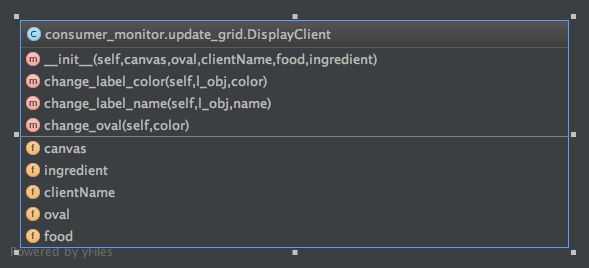 C consumer_monitor.update_grid.DisplayClient
m __init__(self,canvas,oval,clientName,food,ingredient)
m change_label_color(self,l_obj,color)
m change_label_name(self,l_obj,name)
m change_oval(self,color)
f canvas
f ingredient
f clientName
f oval
f food
Powered by yFiles